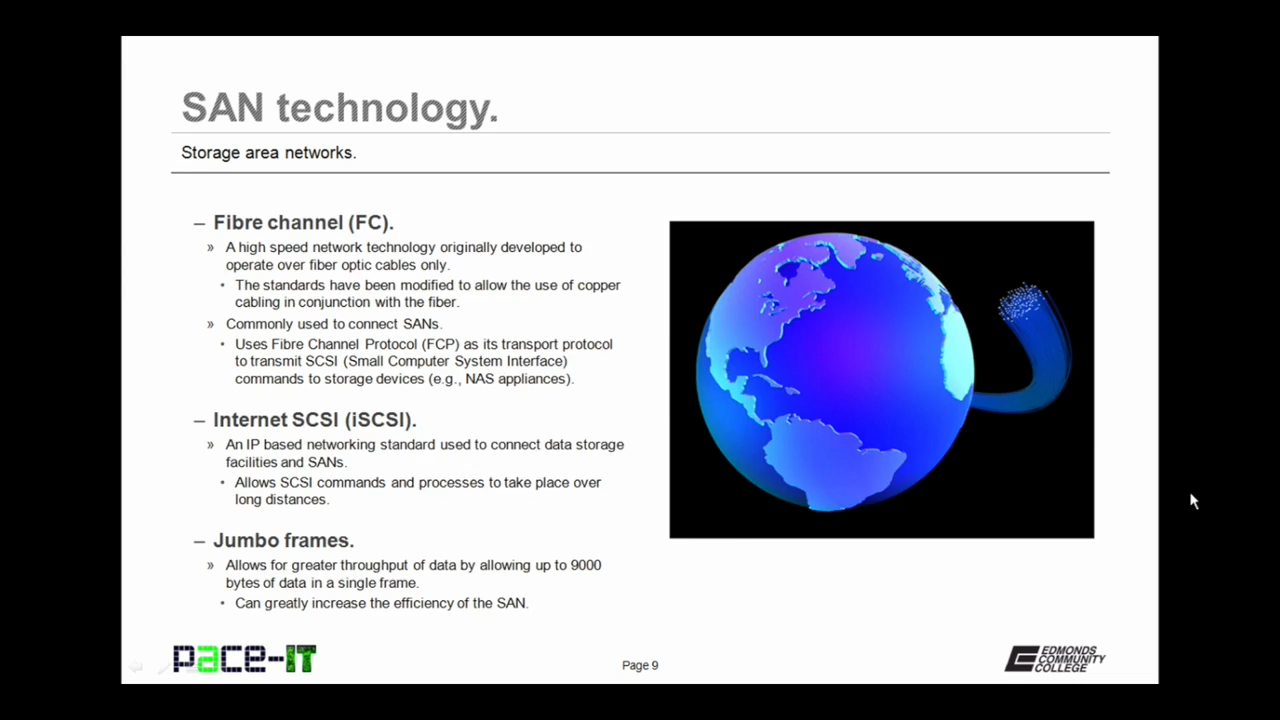 SAN technology.
Storage area networks.
– Fibre channel (FC).
» A high speed network technology originally developed to
operate over fiber optic cables only.
• The standards have been modified to allow the use of copper
cabling in conjunction with the fiber.
» Commonly used to connect SANs.
• Uses Fibre Channel Protocol (FCP) as its transport protocol
to transmit SCSI (Small Computer System Interface)
commands to storage devices (e.g., NAS appliances).
– Internet SCSI (iSCSI).
» An IP based networking standard used to connect data storage
facilities and SANs.
• Allows SCSI commands and processes to take place over
long distances.
– Jumbo frames.
» Allows for greater throughput of data by allowing up to 9000
bytes of data in a single frame.
• Can greatly increase the efficiency of the SAN.
pace-IT
Page 9
EDMONDS
COMMUNITY
COLLEGE